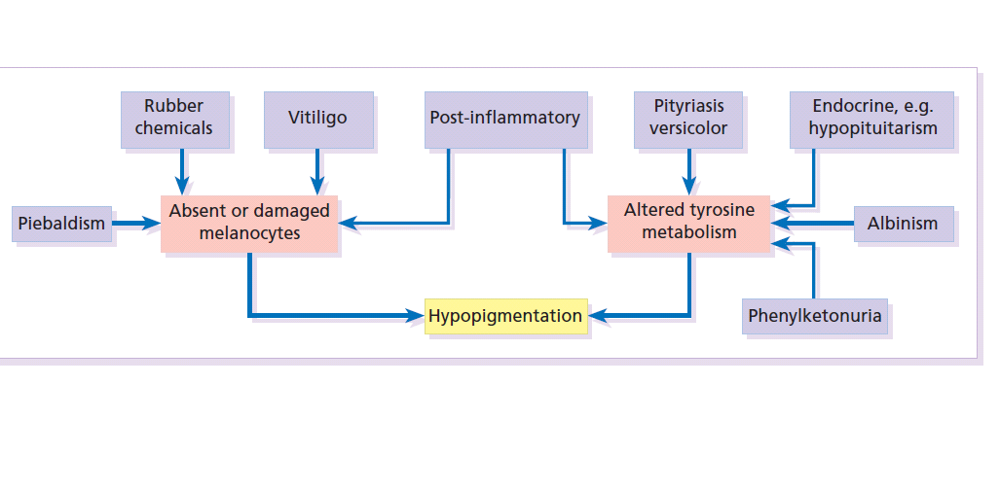 Rubber
chemicals
Vitiligo
Post-inflammatory
Pityriasis
versicolor
Endocrine, e.g.
hypopituitarism
Piebaldism
Absent or damaged
melanocytes
Altered tyrosine
metabolism
Albinism
Hypopigmentation
Phenylketonuria